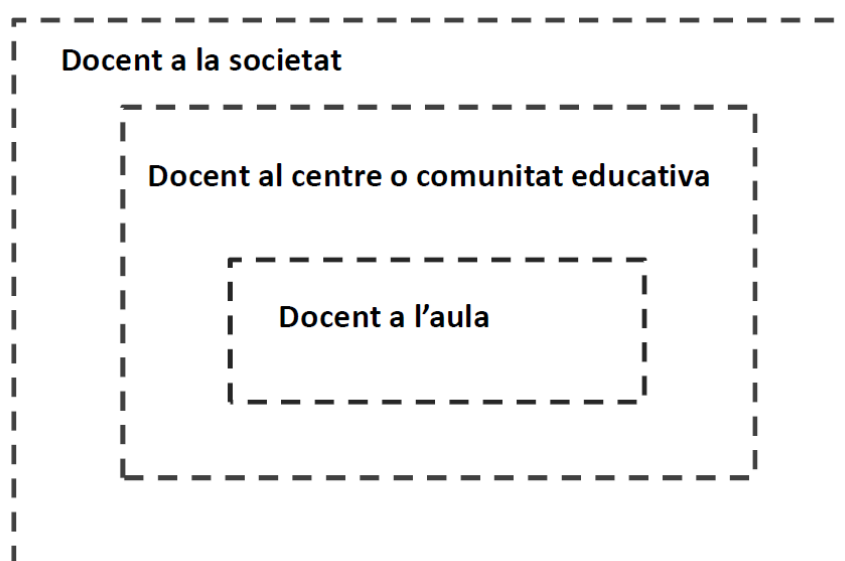 Docent a la societat
Docent al centre o comunitat educativa
Docent a l’aula